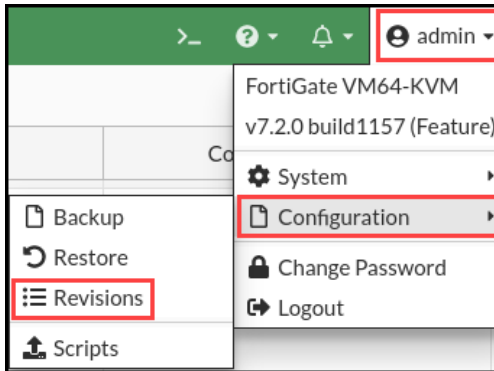 >_ ? admin
FortiGate VM64-KVM
v7.2.0 build1157 (Feature)
Co
System
Configuration
Change Password
Logout
Backup
Restore
Revisions
Scripts